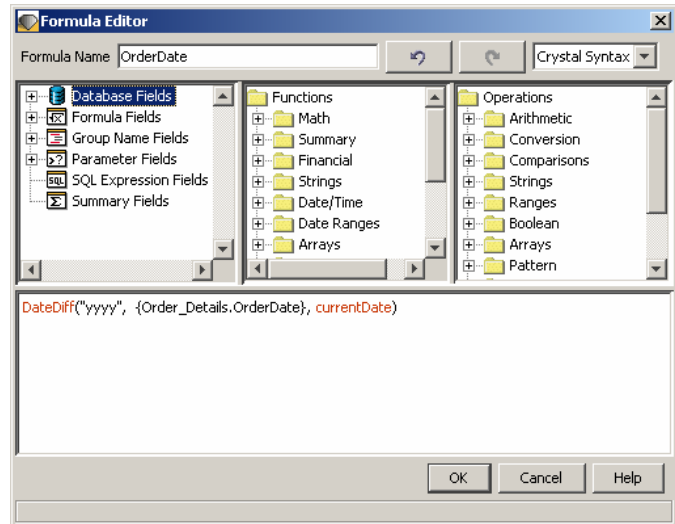 Formula Editor
Formula Name OrderDate Crystal Syntax
Database Fields
Formula Fields
Group Name Fields
Parameter Fields
SQL Expression Fields
Summary Fields
Functions
Math
Summary
Financial
Strings
Date/Time
Date Ranges
Arrays
Operations
Arithmetic
Conversion
Comparisons
Strings
Ranges
Boolean
Arrays
Pattern
DateDiff("yyyy", {Order_Details.OrderDate}, currentDate)
OK Cancel Help